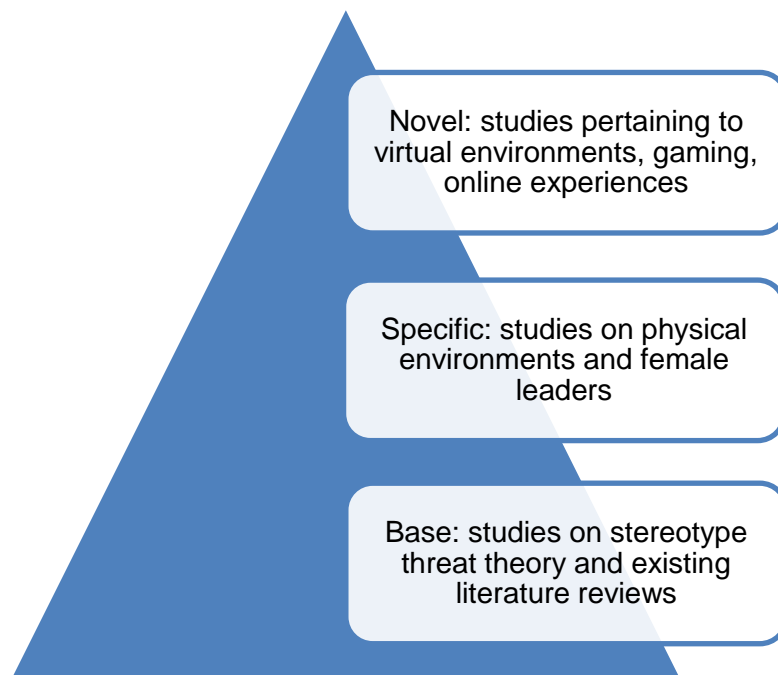 Novel: studies pertaining to
virtual environments, gaming,
online experiences
Specific: studies on physical
environments and female
leaders
Base: studies on stereotype
threat theory and existing
literature reviews